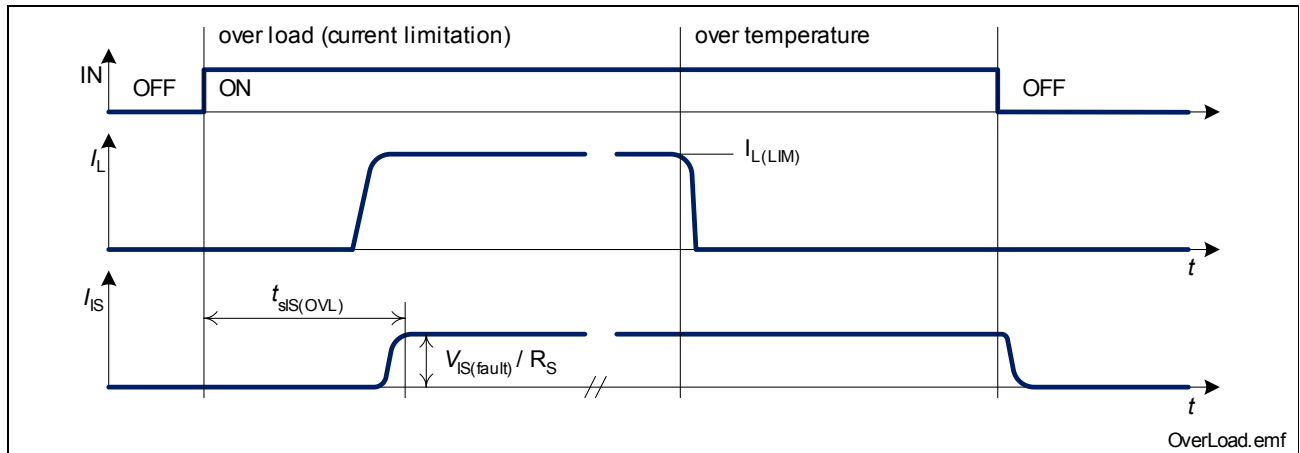 over load (current limitation)
over temperature
IN
OFF
ON
OFF
I_L
I_L(LIM)
t
I_IS
t_sIS(OVL)
V_IS(fault) / R_S
t
OverLoad.emf